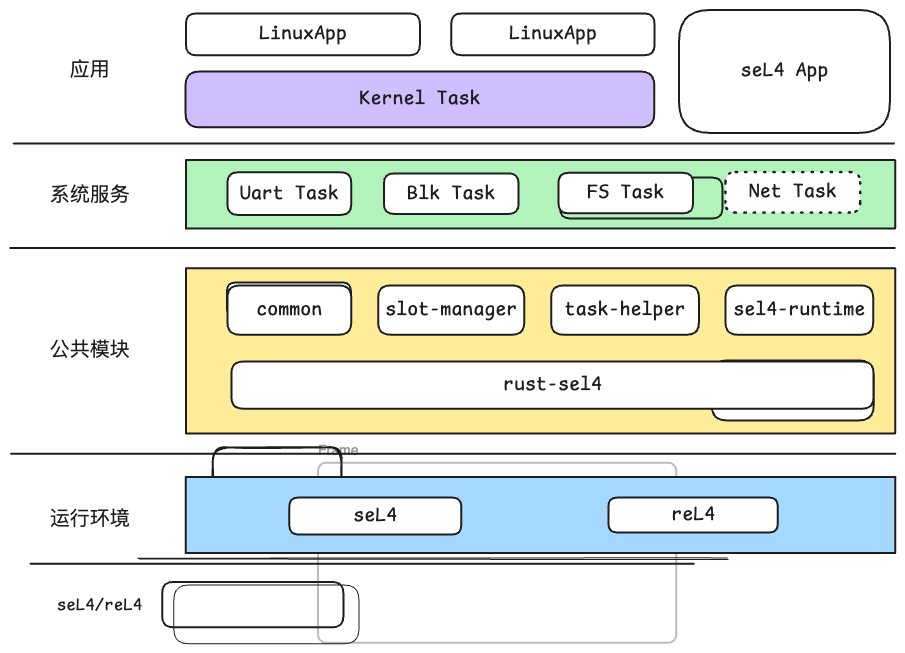 应用
LinuxApp
LinuxApp
seL4 App
Kernel Task
系统服务
Uart Task
Blk Task
FS Task
Net Task
公共模块
common
slot-manager
task-helper
sel4-runtime
rust-sel4
Frame
运行环境
seL4
reL4
seL4/reL4